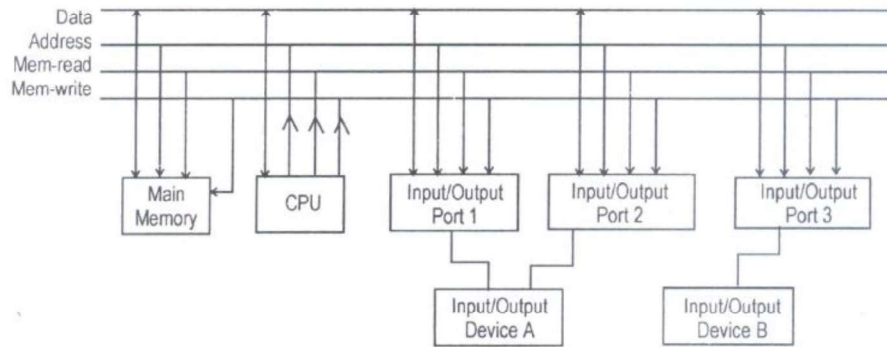 Data
Address
Mem-read
Mem-write
Main
Memory
CPU
Input/Output
Port 1
Input/Output
Port 2
Input/Output
Port 3
Input/Output
Device A
Input/Output
Device B